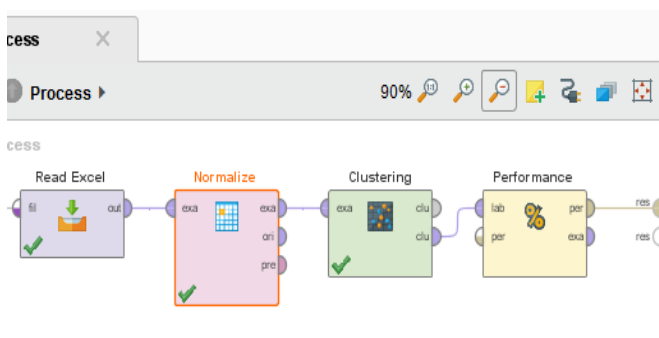 cess
Process
90%
cess
Read Excel Normalize Clustering Performance
fil out exa exa exa clu lab % per res
ori clu per exa res
pre